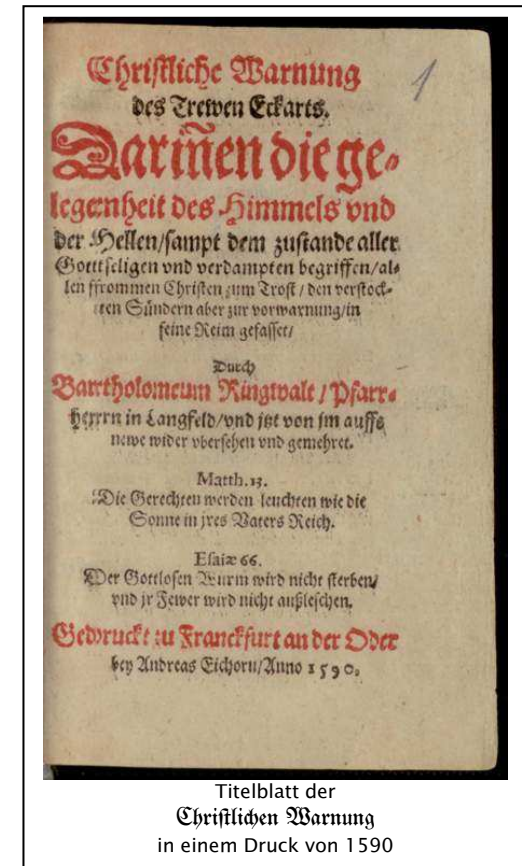 Christliche Warnung
des Trewen Eckarts.
Darinnen die ge-
legenheit des Himmels vnd
der Hellen/sampt dem zustande aller
Gottseligen vnd verdampten begriffen/al-
len frommen Christen zum Trost/den verstock-
ten Sündern aber zur vorwarnung/in
feine Reim gefasset/
Durch
Bartholomeum Ringwalt/Pfarr-
herrn in Langfeld/vnd jtzt von jm auffs
newe wider vbersehen vnd gemehret.
Matth. 13.
Die Gerechten werden leuchten wie die
Sonne in jres Vaters Reich.
Esaiæ 66.
Der Gottlosen Wurm wird nicht sterben/
vnd jr Fewer wird nicht außleschen.
Gedruckt zu Franckfurt an der Oder
bey Andreas Eichorn/Anno 1590.
1
Titelblatt der
Christlichen Warnung
in einem Druck von 1590